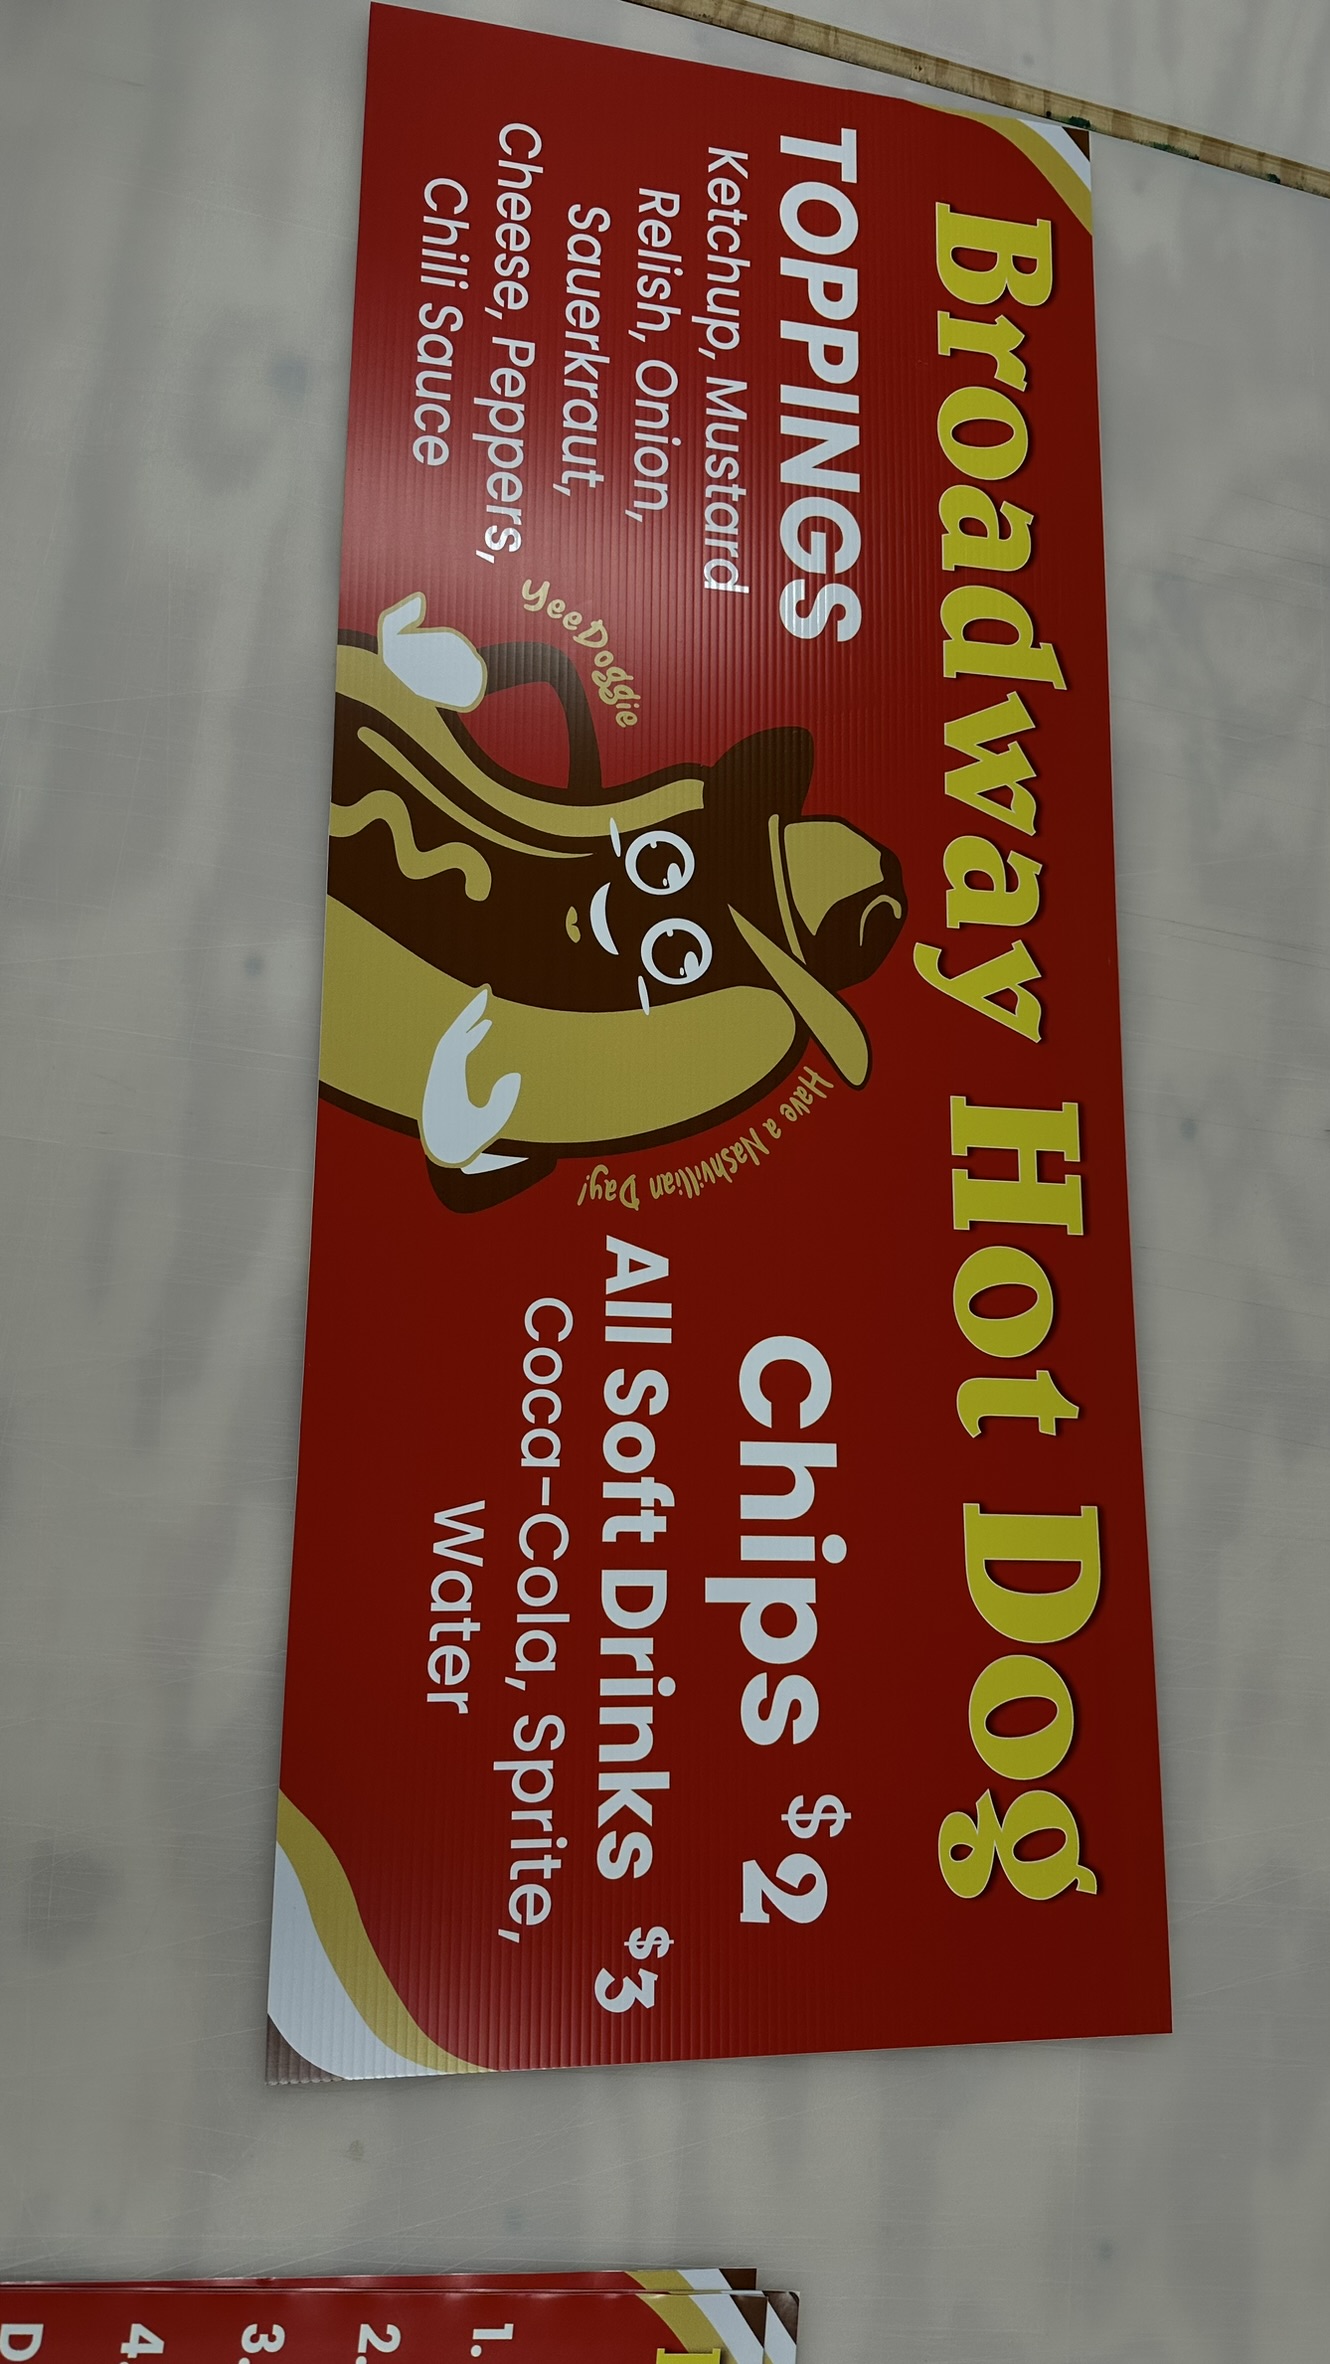 Broadway Hot Dog
TOPPINGS
Ketchup, Mustard
Relish, Onion,
Sauerkraut,
Cheese, Peppers,
Chili Sauce
YeeDoggie
Have a Nashvillian Day!
Chips $2
All Soft Drinks $3
Coca-Cola, Sprite,
Water
1.
2.
3.
4.
D